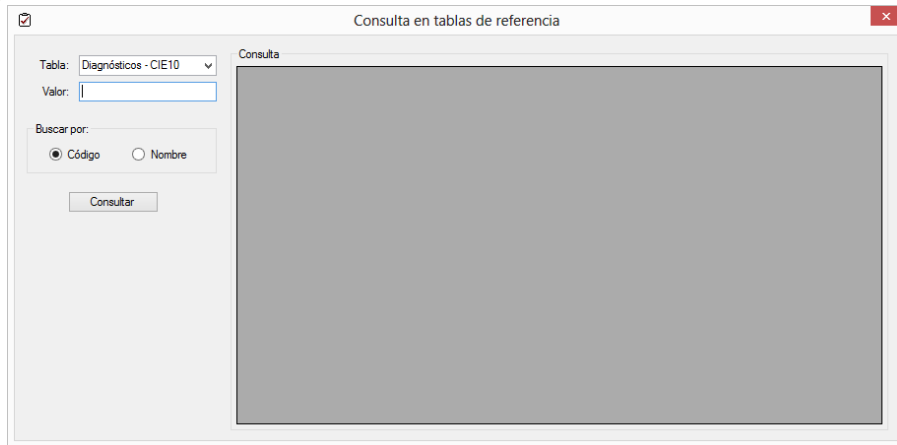 Consulta en tablas de referencia
Tabla: Diagnósticos - CIE10
Valor:
Buscar por:
Código Nombre
Consultar
Consulta